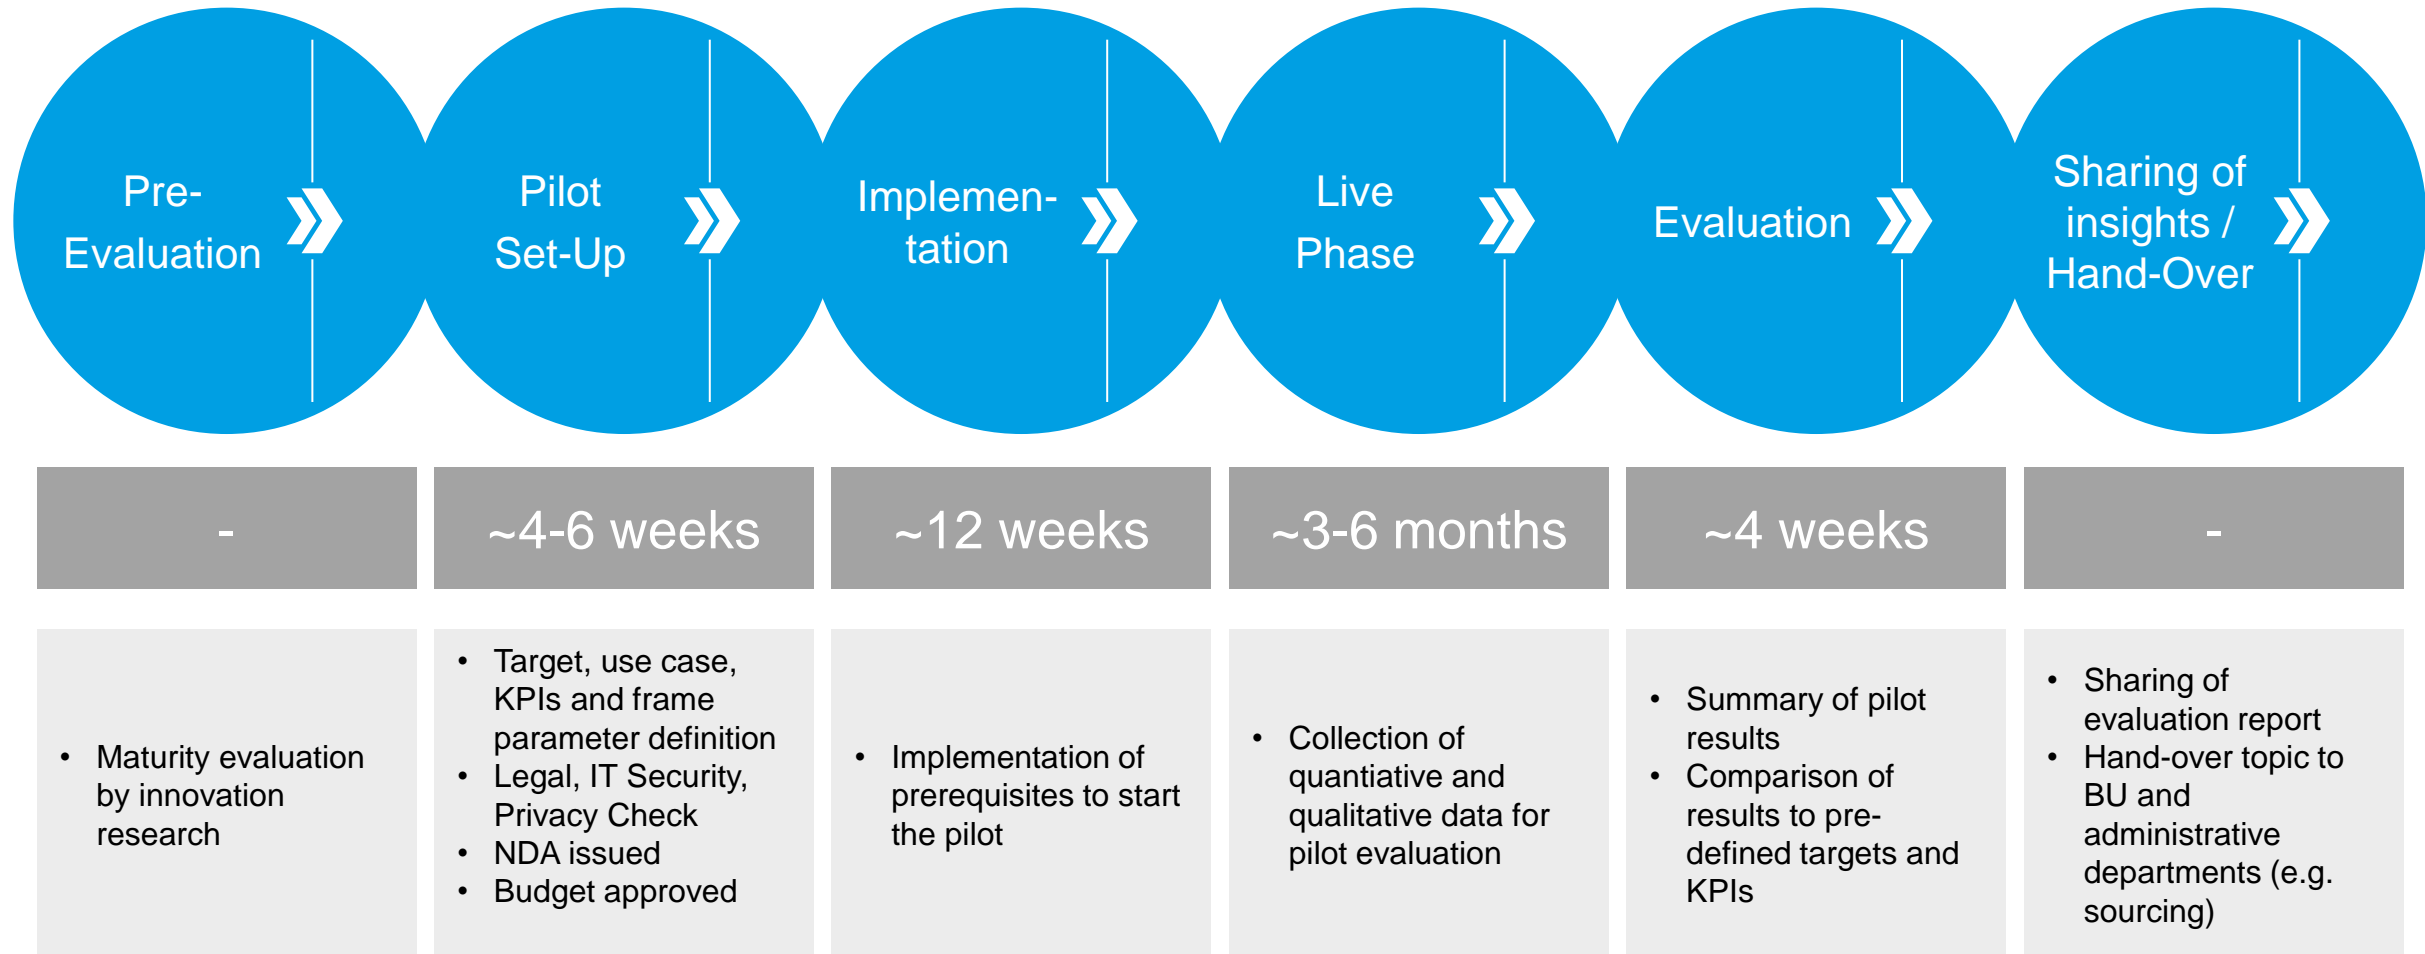 Pre-
Evaluation
Pilot
Set-Up
Implemen-
tation
Live
Phase
Evaluation
Sharing of
insights /
Hand-Over
-
~4-6 weeks
~12 weeks
~3-6 months
~4 weeks
-
• Maturity evaluation
by innovation
research
• Target, use case,
KPIs and frame
parameter definition
• Legal, IT Security,
Privacy Check
• NDA issued
• Budget approved
• Implementation of
prerequisites to start
the pilot
• Collection of
quantiative and
qualitative data for
pilot evaluation
• Summary of pilot
results
• Comparison of
results to pre-
defined targets and
KPIs
• Sharing of
evaluation report
• Hand-over topic to
BU and
administrative
departments (e.g.
sourcing)